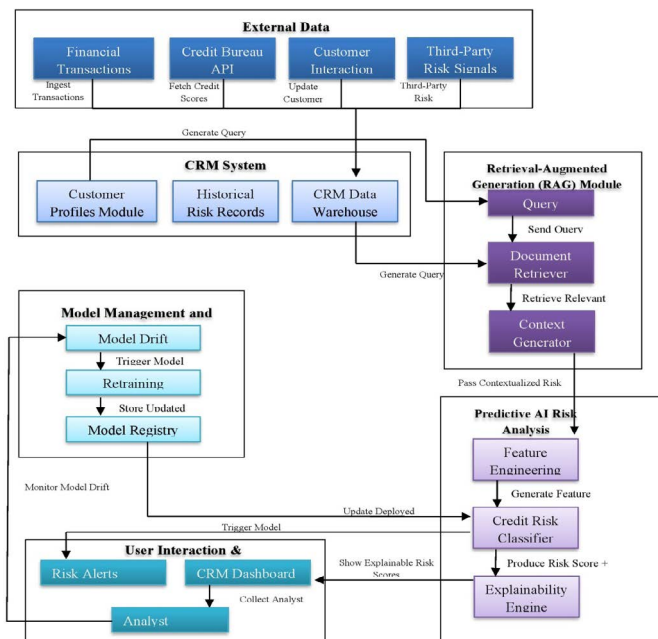 External Data
Financial
Transactions
Credit Bureau
API
Customer
Interaction
Third-Party
Risk Signals
Ingest
Transactions
Fetch Credit
Scores
Update
Customer
Third-Party
Risk
Generate Query
CRM System
Customer
Profiles Module
Historical
Risk Records
CRM Data
Warehouse
Retrieval-Augmented
Generation (RAG) Module
Query
Send Query
Document
Retriever
Generate Query
Retrieve Relevant
Context
Generator
Pass Contextualized Risk
Model Management and
Model Drift
Trigger Model
Retraining
Store Updated
Model Registry
Monitor Model Drift
Predictive AI Risk
Analysis
Feature
Engineering
Generate Feature
Update Deployed
Credit Risk
Classifier
Trigger Model
Produce Risk Score +
Explainability
Engine
Show Explainable Risk
Scores
User Interaction &
Risk Alerts
CRM Dashboard
Collect Analyst
Analyst